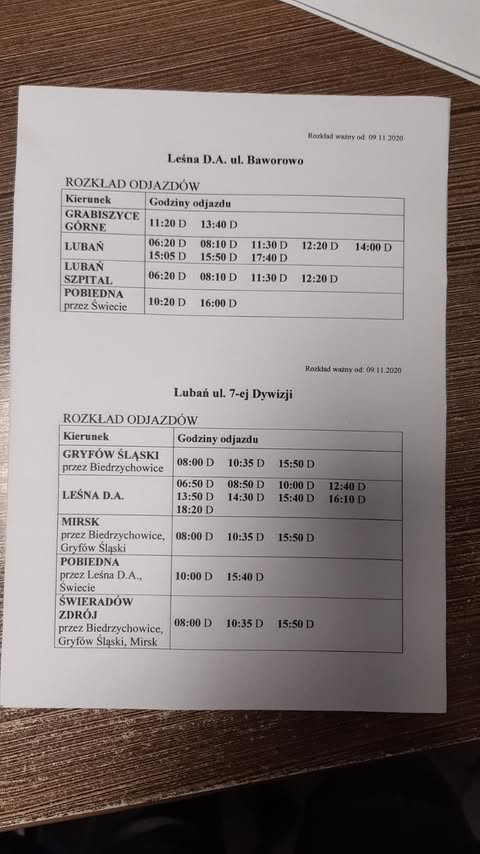 Rozkład ważny od: 09.11.2020
Leśna D.A. ul. Baworowo
ROZKŁAD ODJAZDÓW
Kierunek Godziny odjazdu
GRABISZYCE
GÓRNE
11:20 D 13:40 D
LUBAŃ
06:20 D 08:10 D 11:30 D 12:20 D 14:00 D
15:05 D 15:50 D 17:40 D
LUBAŃ
SZPITAL
06:20 D 08:10 D 11:30 D 12:20 D
POBIEDNA
przez Świecie
10:20 D 16:00 D
Rozkład ważny od: 09.11.2020
Lubań ul. 7-ej Dywizji
ROZKŁAD ODJAZDÓW
Kierunek Godziny odjazdu
GRYFÓW ŚLĄSKI
przez Biedrzychowice
08:00 D 10:35 D 15:50 D
LEŚNA D.A.
06:50 D 08:50 D 10:00 D 12:40 D
13:50 D 14:30 D 15:40 D 16:10 D
18:20 D
MIRSK
przez Biedrzychowice,
Gryfów Śląski
08:00 D 10:35 D 15:50 D
POBIEDNA
przez Leśna D.A.,
Świecie
10:00 D 15:40 D
ŚWIERADÓW
ZDRÓJ
przez Biedrzychowice,
Gryfów Śląski, Mirsk
08:00 D 10:35 D 15:50 D